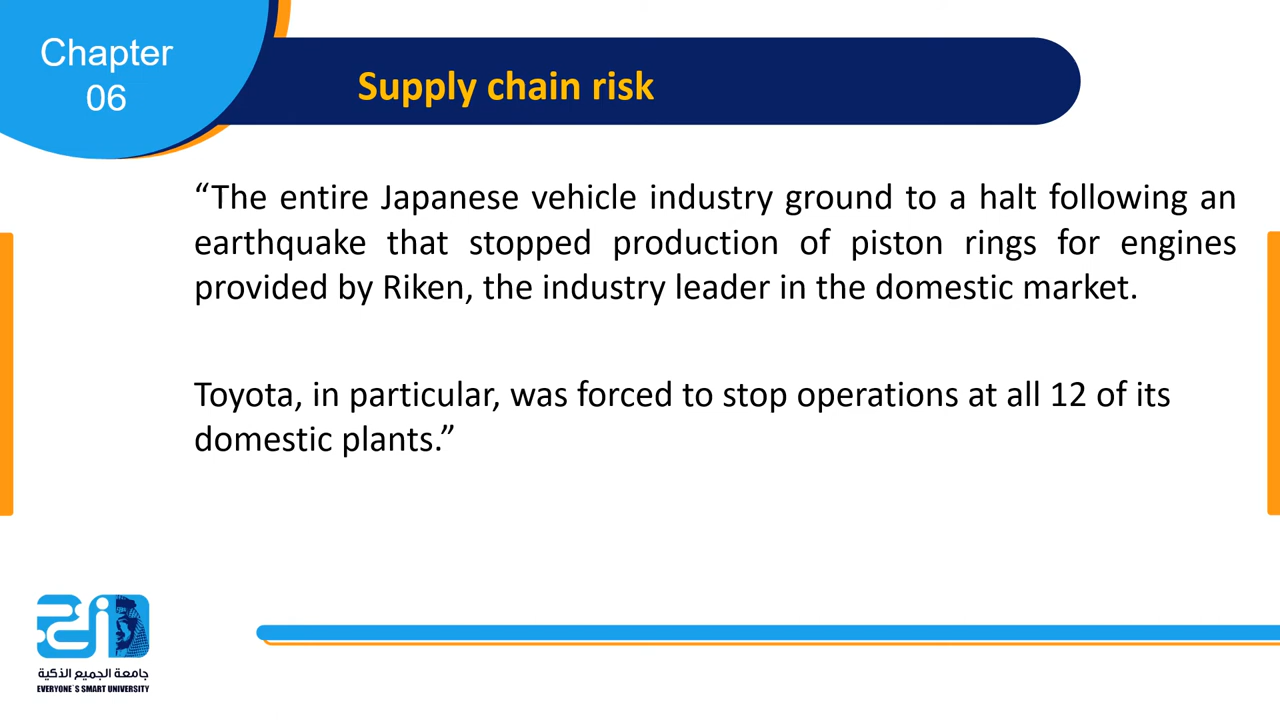 Chapter
06
Supply chain risk
“The entire Japanese vehicle industry ground to a halt following an
earthquake that stopped production of piston rings for engines
provided by Riken, the industry leader in the domestic market.
Toyota, in particular, was forced to stop operations at all 12 of its
domestic plants.”
جامعة الجميع الذكية
EVERYONE`S SMART UNIVERSITY